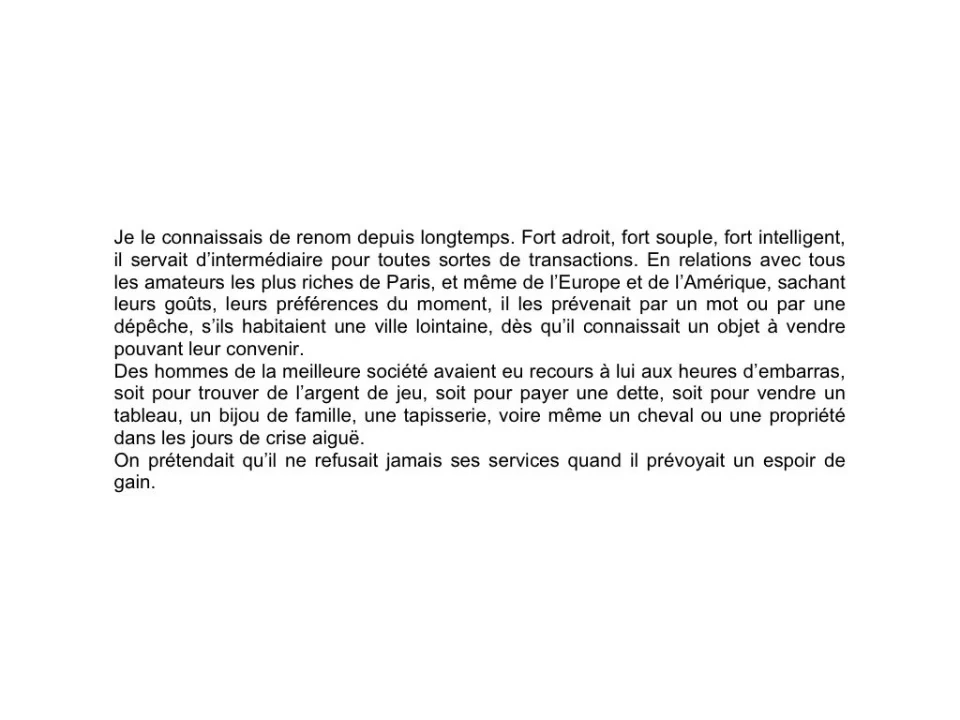 Je le connaissais de renom depuis longtemps. Fort adroit, fort souple, fort intelligent,
il servait d’intermédiaire pour toutes sortes de transactions. En relations avec tous
les amateurs les plus riches de Paris, et même de l’Europe et de l’Amérique, sachant
leurs goûts, leurs préférences du moment, il les prévenait par un mot ou par une
dépêche, s’ils habitaient une ville lointaine, dès qu’il connaissait un objet à vendre
pouvant leur convenir.
Des hommes de la meilleure société avaient eu recours à lui aux heures d’embarras,
soit pour trouver de l’argent de jeu, soit pour payer une dette, soit pour vendre un
tableau, un bijou de famille, une tapisserie, voire même un cheval ou une propriété
dans les jours de crise aiguë.
On prétendait qu’il ne refusait jamais ses services quand il prévoyait un espoir de
gain.